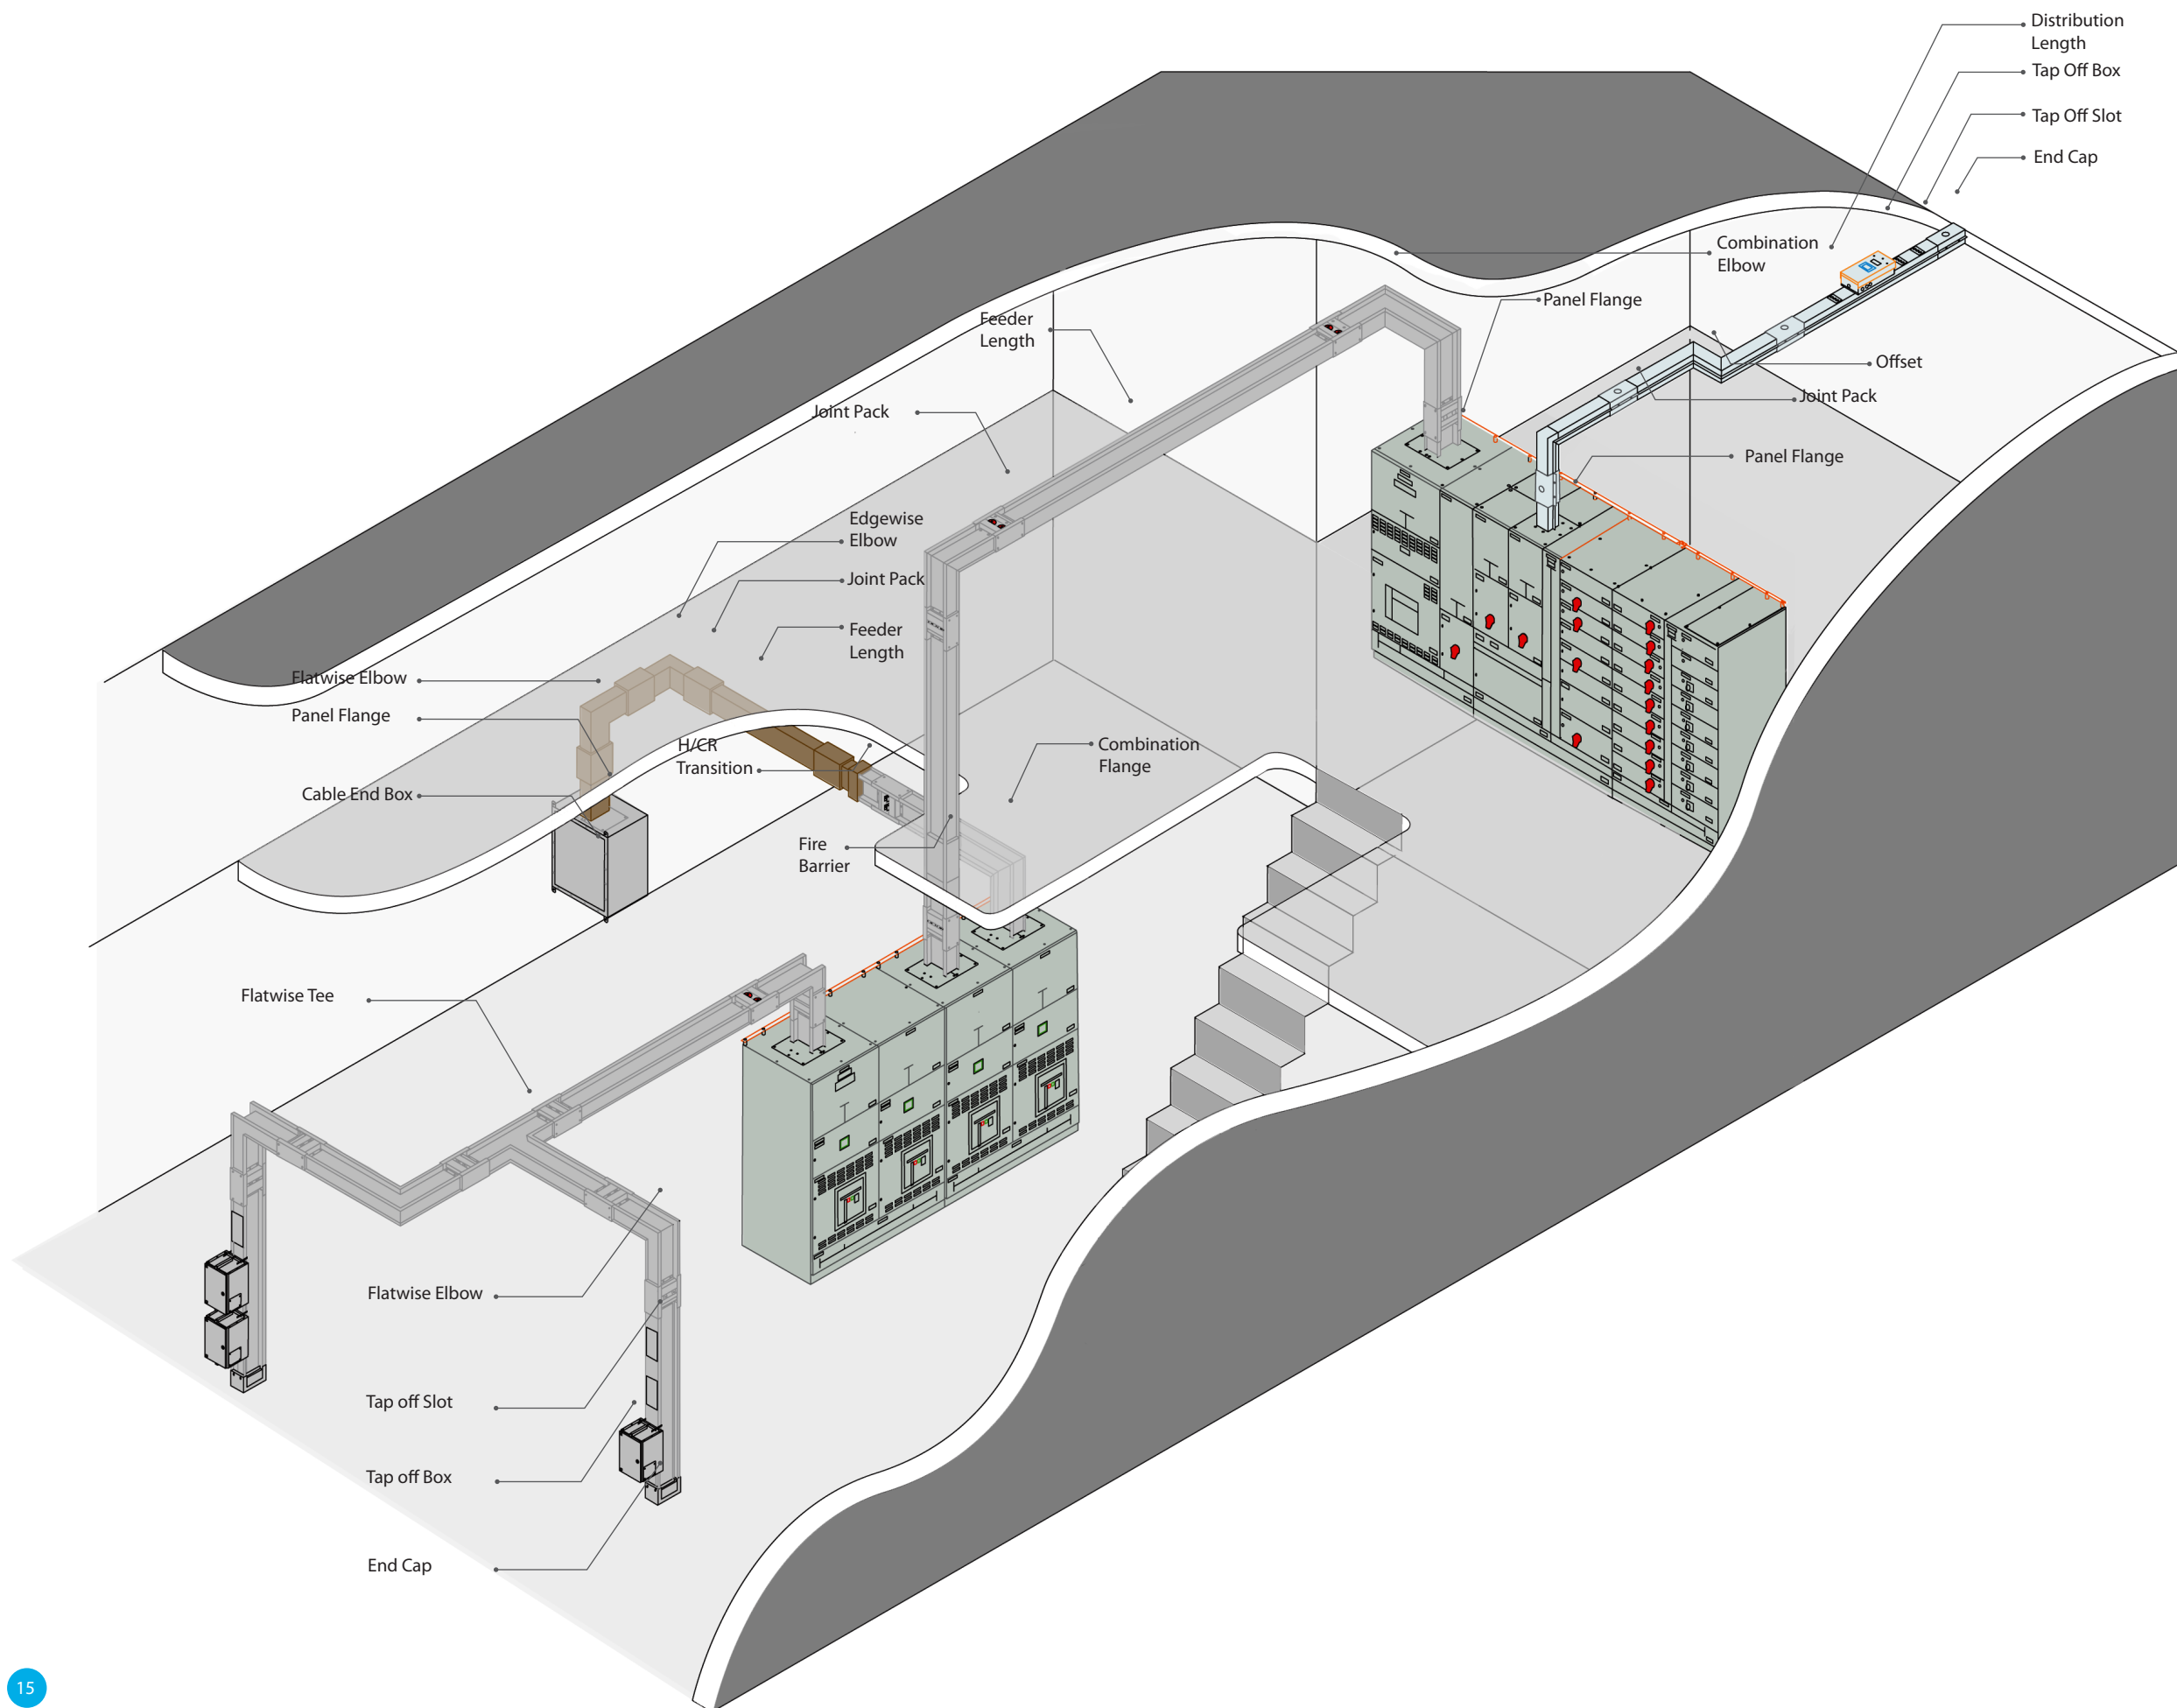 Distribution
Length
Tap Off Box
Tap Off Slot
End Cap
Combination
Elbow
Panel Flange
Feeder
Length
Offset
Joint Pack
Joint Pack
Panel Flange
Edgewise
Elbow
Joint Pack
Feeder
Length
Flatwise Elbow
Panel Flange
H/CR
Transition
Combination
Flange
Cable End Box
Fire
Barrier
Flatwise Tee
Flatwise Elbow
Tap off Slot
Tap off Box
End Cap
15